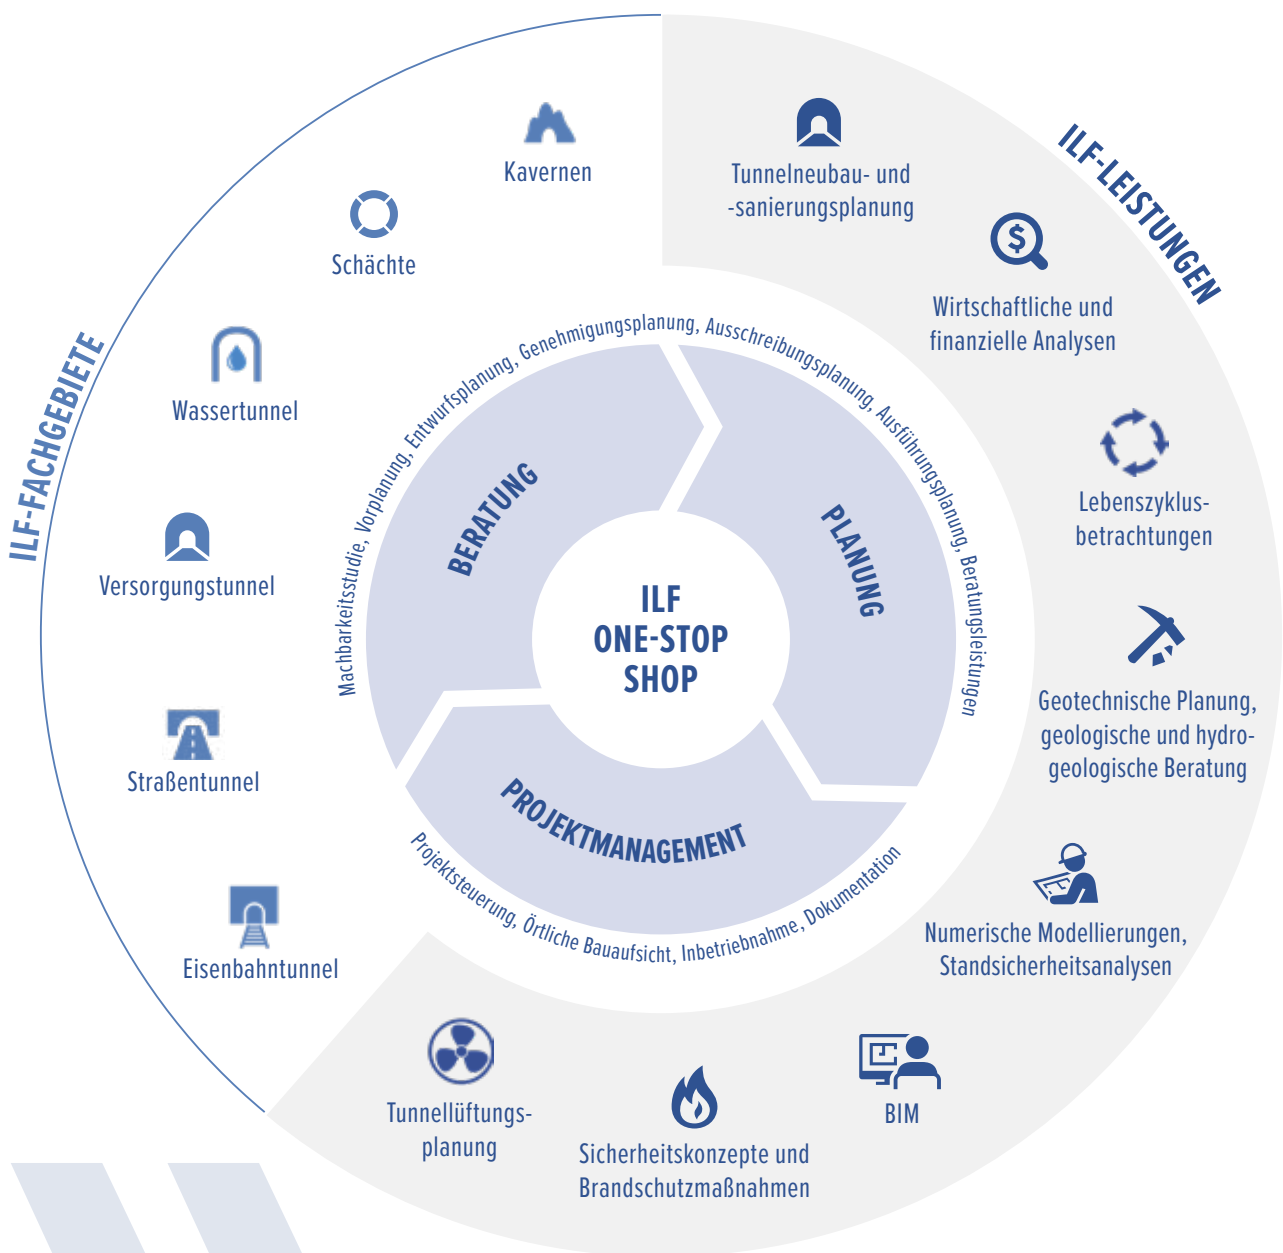 ILF-FACHGEBIETE
Kavernen
Schächte
Wassertunnel
Versorgungstunnel
Straßentunnel
Eisenbahntunnel
ILF-LEISTUNGEN
Tunnelneubau- und
-sanierungsplanung
$
Wirtschaftliche und
finanzielle Analysen
Lebenszyklus-
betrachtungen
Geotechnische Planung,
geologische und hydro-
geologische Beratung
Numerische Modellierungen,
Standsicherheitsanalysen
BIM
Sicherheitskonzepte und
Brandschutzmaßnahmen
Tunnellüftungs-
planung
Machbarkeitsstudie, Vorplanung, Entwurfsplanung, Genehmigungsplanung, Ausschreibungsplanung, Ausführungsplanung, Beratungsleistungen
BERATUNG
PLANUNG
PROJEKTMANAGEMENT
Projektsteuerung, Örtliche Bauaufsicht, Inbetriebnahme, Dokumentation
ILF
ONE-STOP
SHOP